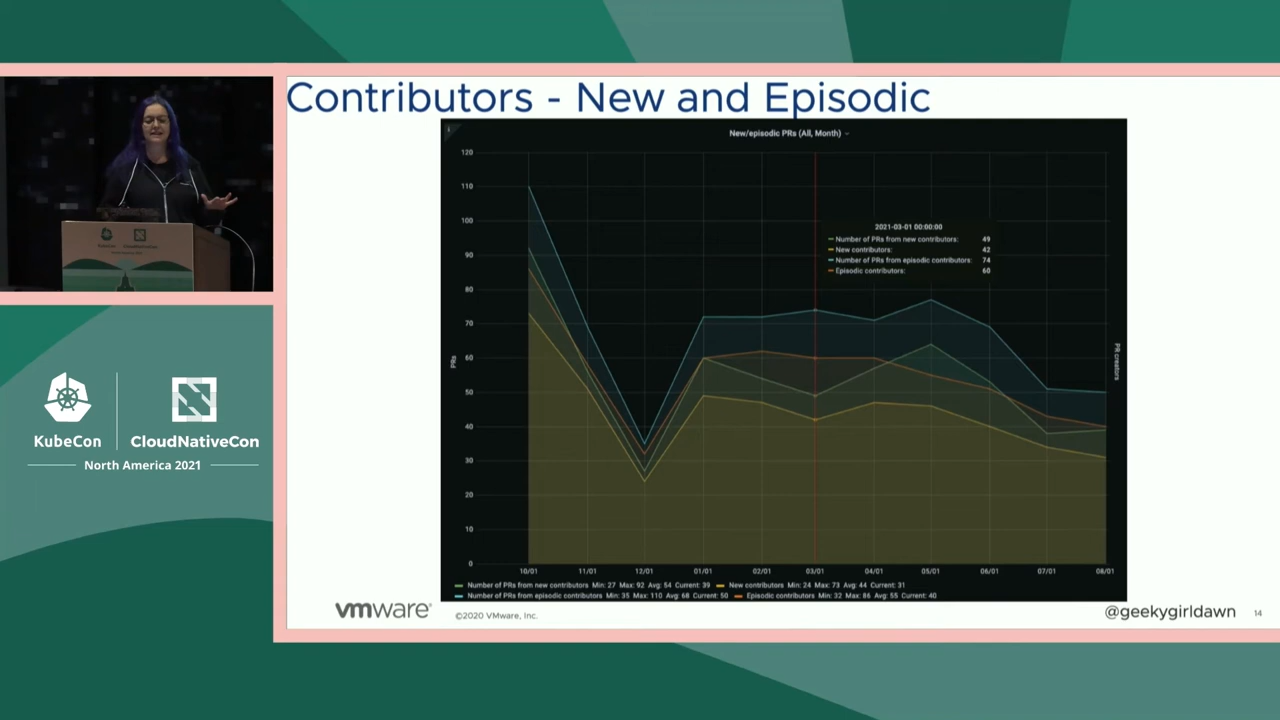 Contributors - New and Episodic
New/episodic PRs (All, Month)
120
110
100
90
80
70
60
50
40
30
20
10
0
PRs
PR creators
2021-03-01 00:00:00
Number of PRs from new contributors: 49
New contributors: 42
Number of PRs from episodic contributors: 74
Episodic contributors: 60
10/01 11/01 12/01 01/01 02/01 03/01 04/01 05/01 06/01 07/01 08/01
Number of PRs from new contributors Min: 27 Max: 92 Avg: 54 Current: 39 New contributors Min: 24 Max: 73 Avg: 44 Current: 31
Number of PRs from episodic contributors Min: 35 Max: 110 Avg: 68 Current: 50 Episodic contributors Min: 32 Max: 86 Avg: 55 Current: 40
vmware®
©2020 VMware, Inc.
@geekygirldawn
14
KubeCon
CloudNativeCon
North America 2021
KubeCon
CloudNativeCon